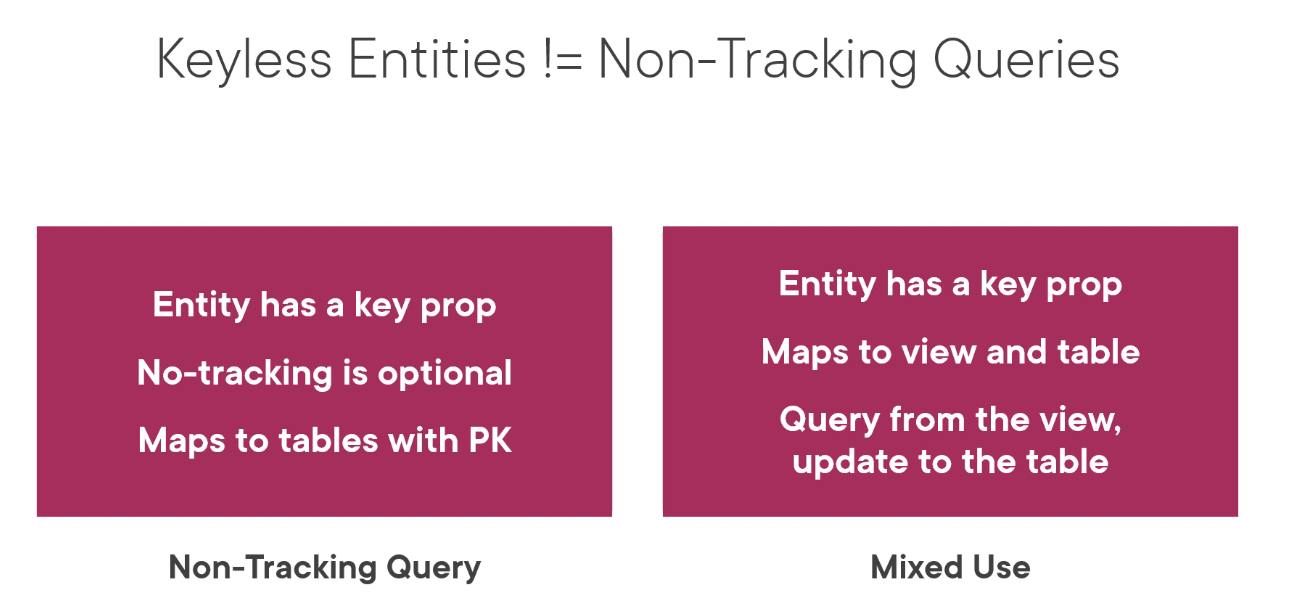 Keyless Entities != Non-Tracking Queries
Entity has a key prop
No-tracking is optional
Maps to tables with PK
Non-Tracking Query
Entity has a key prop
Maps to view and table
Query from the view,
update to the table
Mixed Use